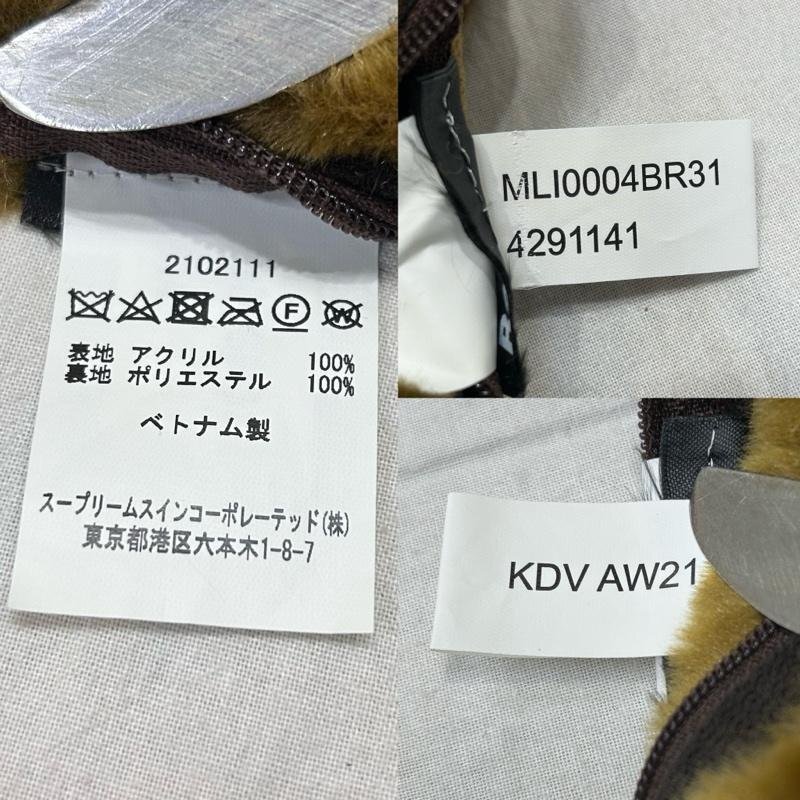 2102111
F
W
表地 アクリル 100%
裏地 ポリエステル 100%
ベトナム製
スープリームスインコーポレーテッド(株)
東京都港区六本木1-8-7
MLI0004BR31
4291141
KDV AW21